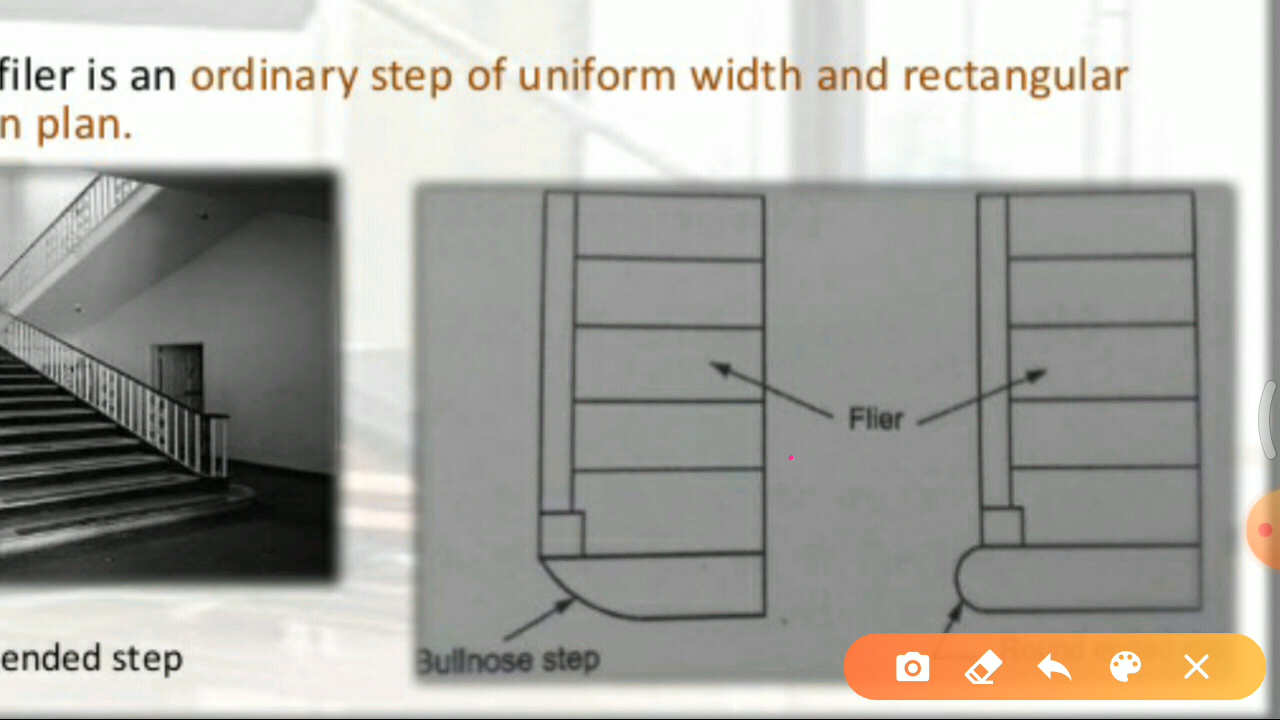 filer is an ordinary step of uniform width and rectangular
n plan.
Flier
ended step
Bullnose step